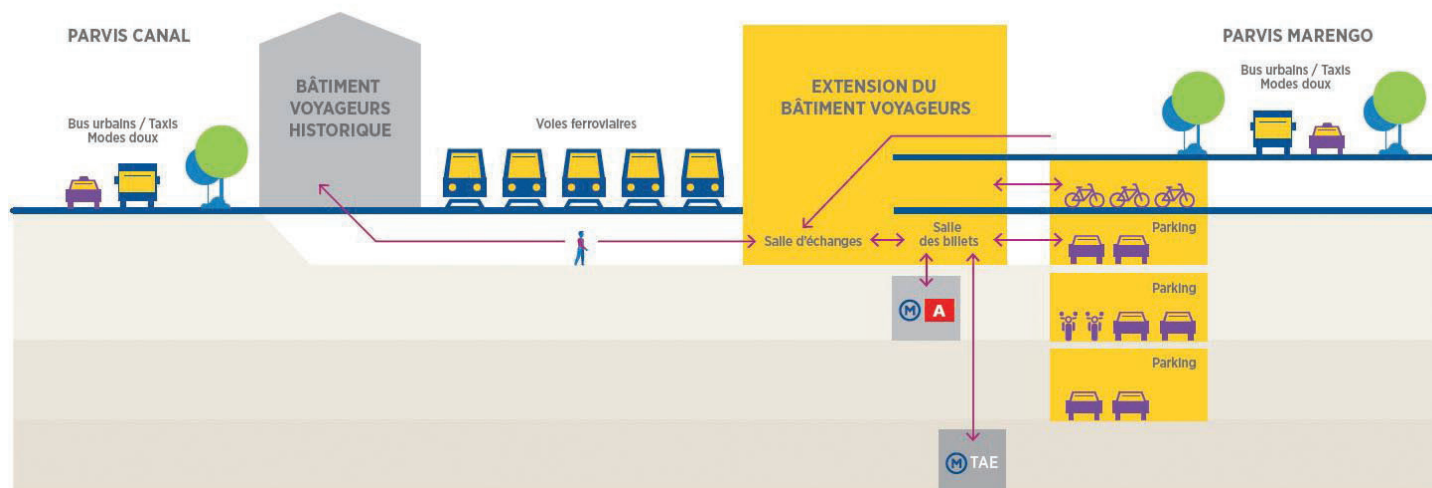 PARVIS CANAL
Bus urbains / Taxis
Modes doux
BÂTIMENT
VOYAGEURS
HISTORIQUE
Voies ferroviaires
EXTENSION DU
BÂTIMENT VOYAGEURS
PARVIS MARENGO
Bus urbains / Taxis
Modes doux
Salle d'échanges
Salle
des billets
Parking
M A
Parking
Parking
M TAE